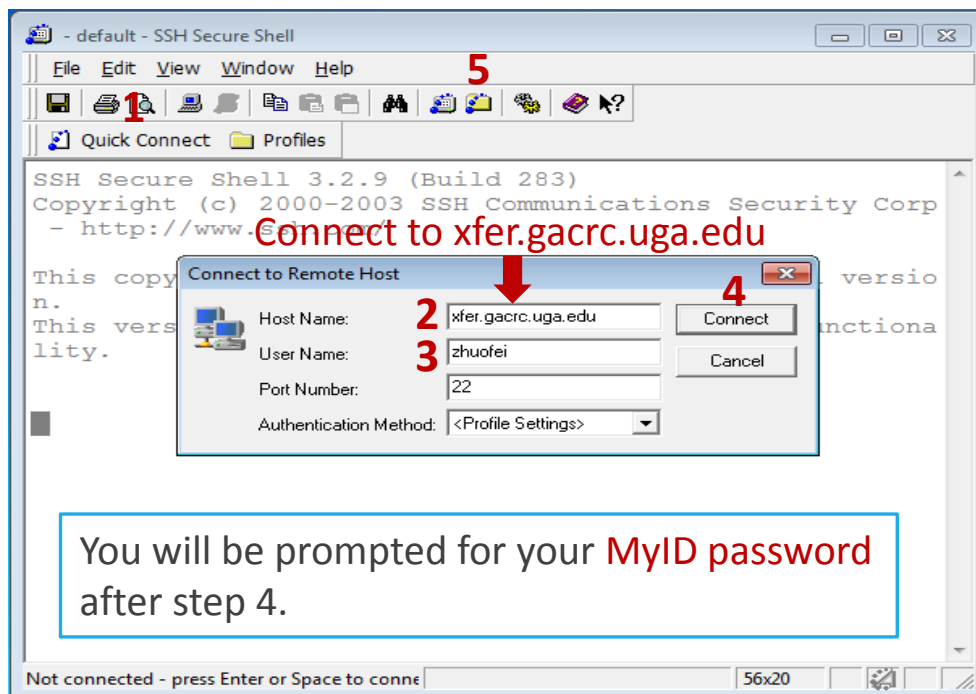 - default - SSH Secure Shell
File Edit View Window Help
5
1
Quick Connect Profiles
SSH Secure Shell 3.2.9 (Build 283)
Copyright (c) 2000-2003 SSH Communications Security Corp
- http://www.ssh.com/
Connect to xfer.gacrc.uga.edu
This copy
versio
n.
This vers
nctiona
lity.
Connect to Remote Host
4
Host Name: 2 xfer.gacrc.uga.edu Connect
User Name: 3 zhuofei Cancel
Port Number: 22
Authentication Method: <Profile Settings>
You will be prompted for your MyID password
after step 4.
Not connected - press Enter or Space to conne 56x20